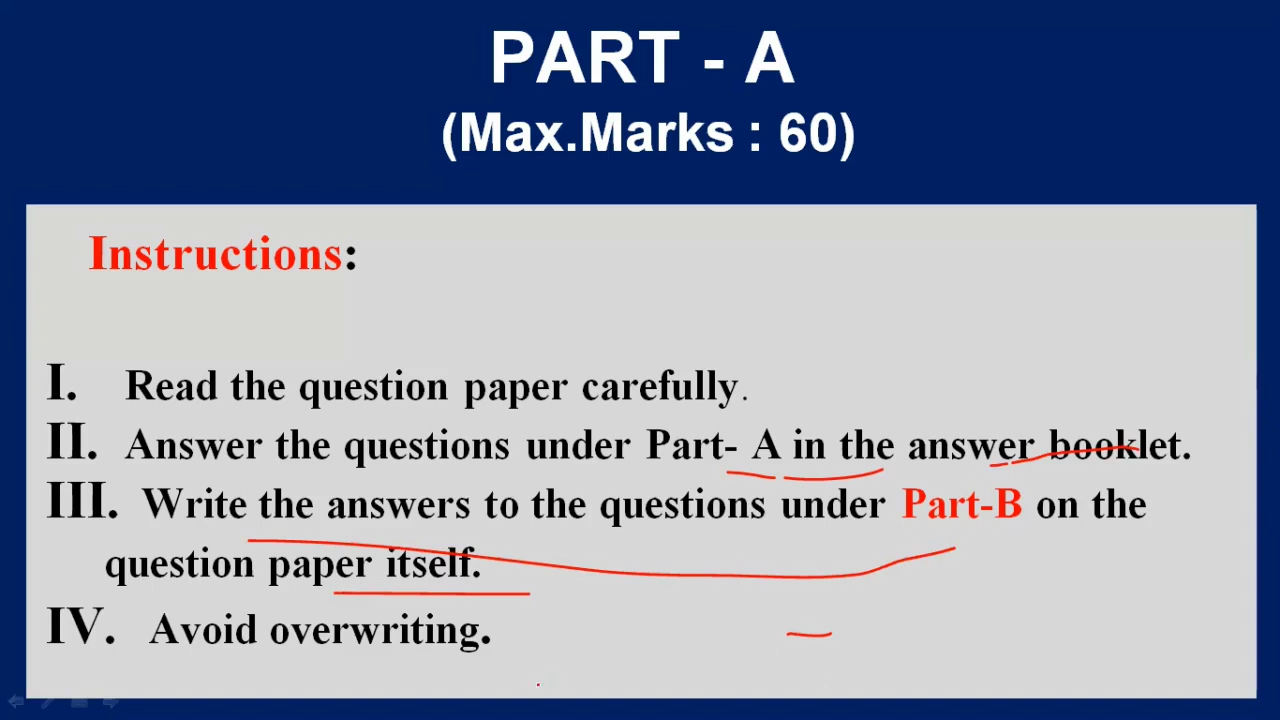 PART - A
(Max.Marks : 60)
Instructions:
I. Read the question paper carefully.
II. Answer the questions under Part- A in the answer booklet.
III. Write the answers to the questions under Part-B on the
question paper itself.
IV. Avoid overwriting.